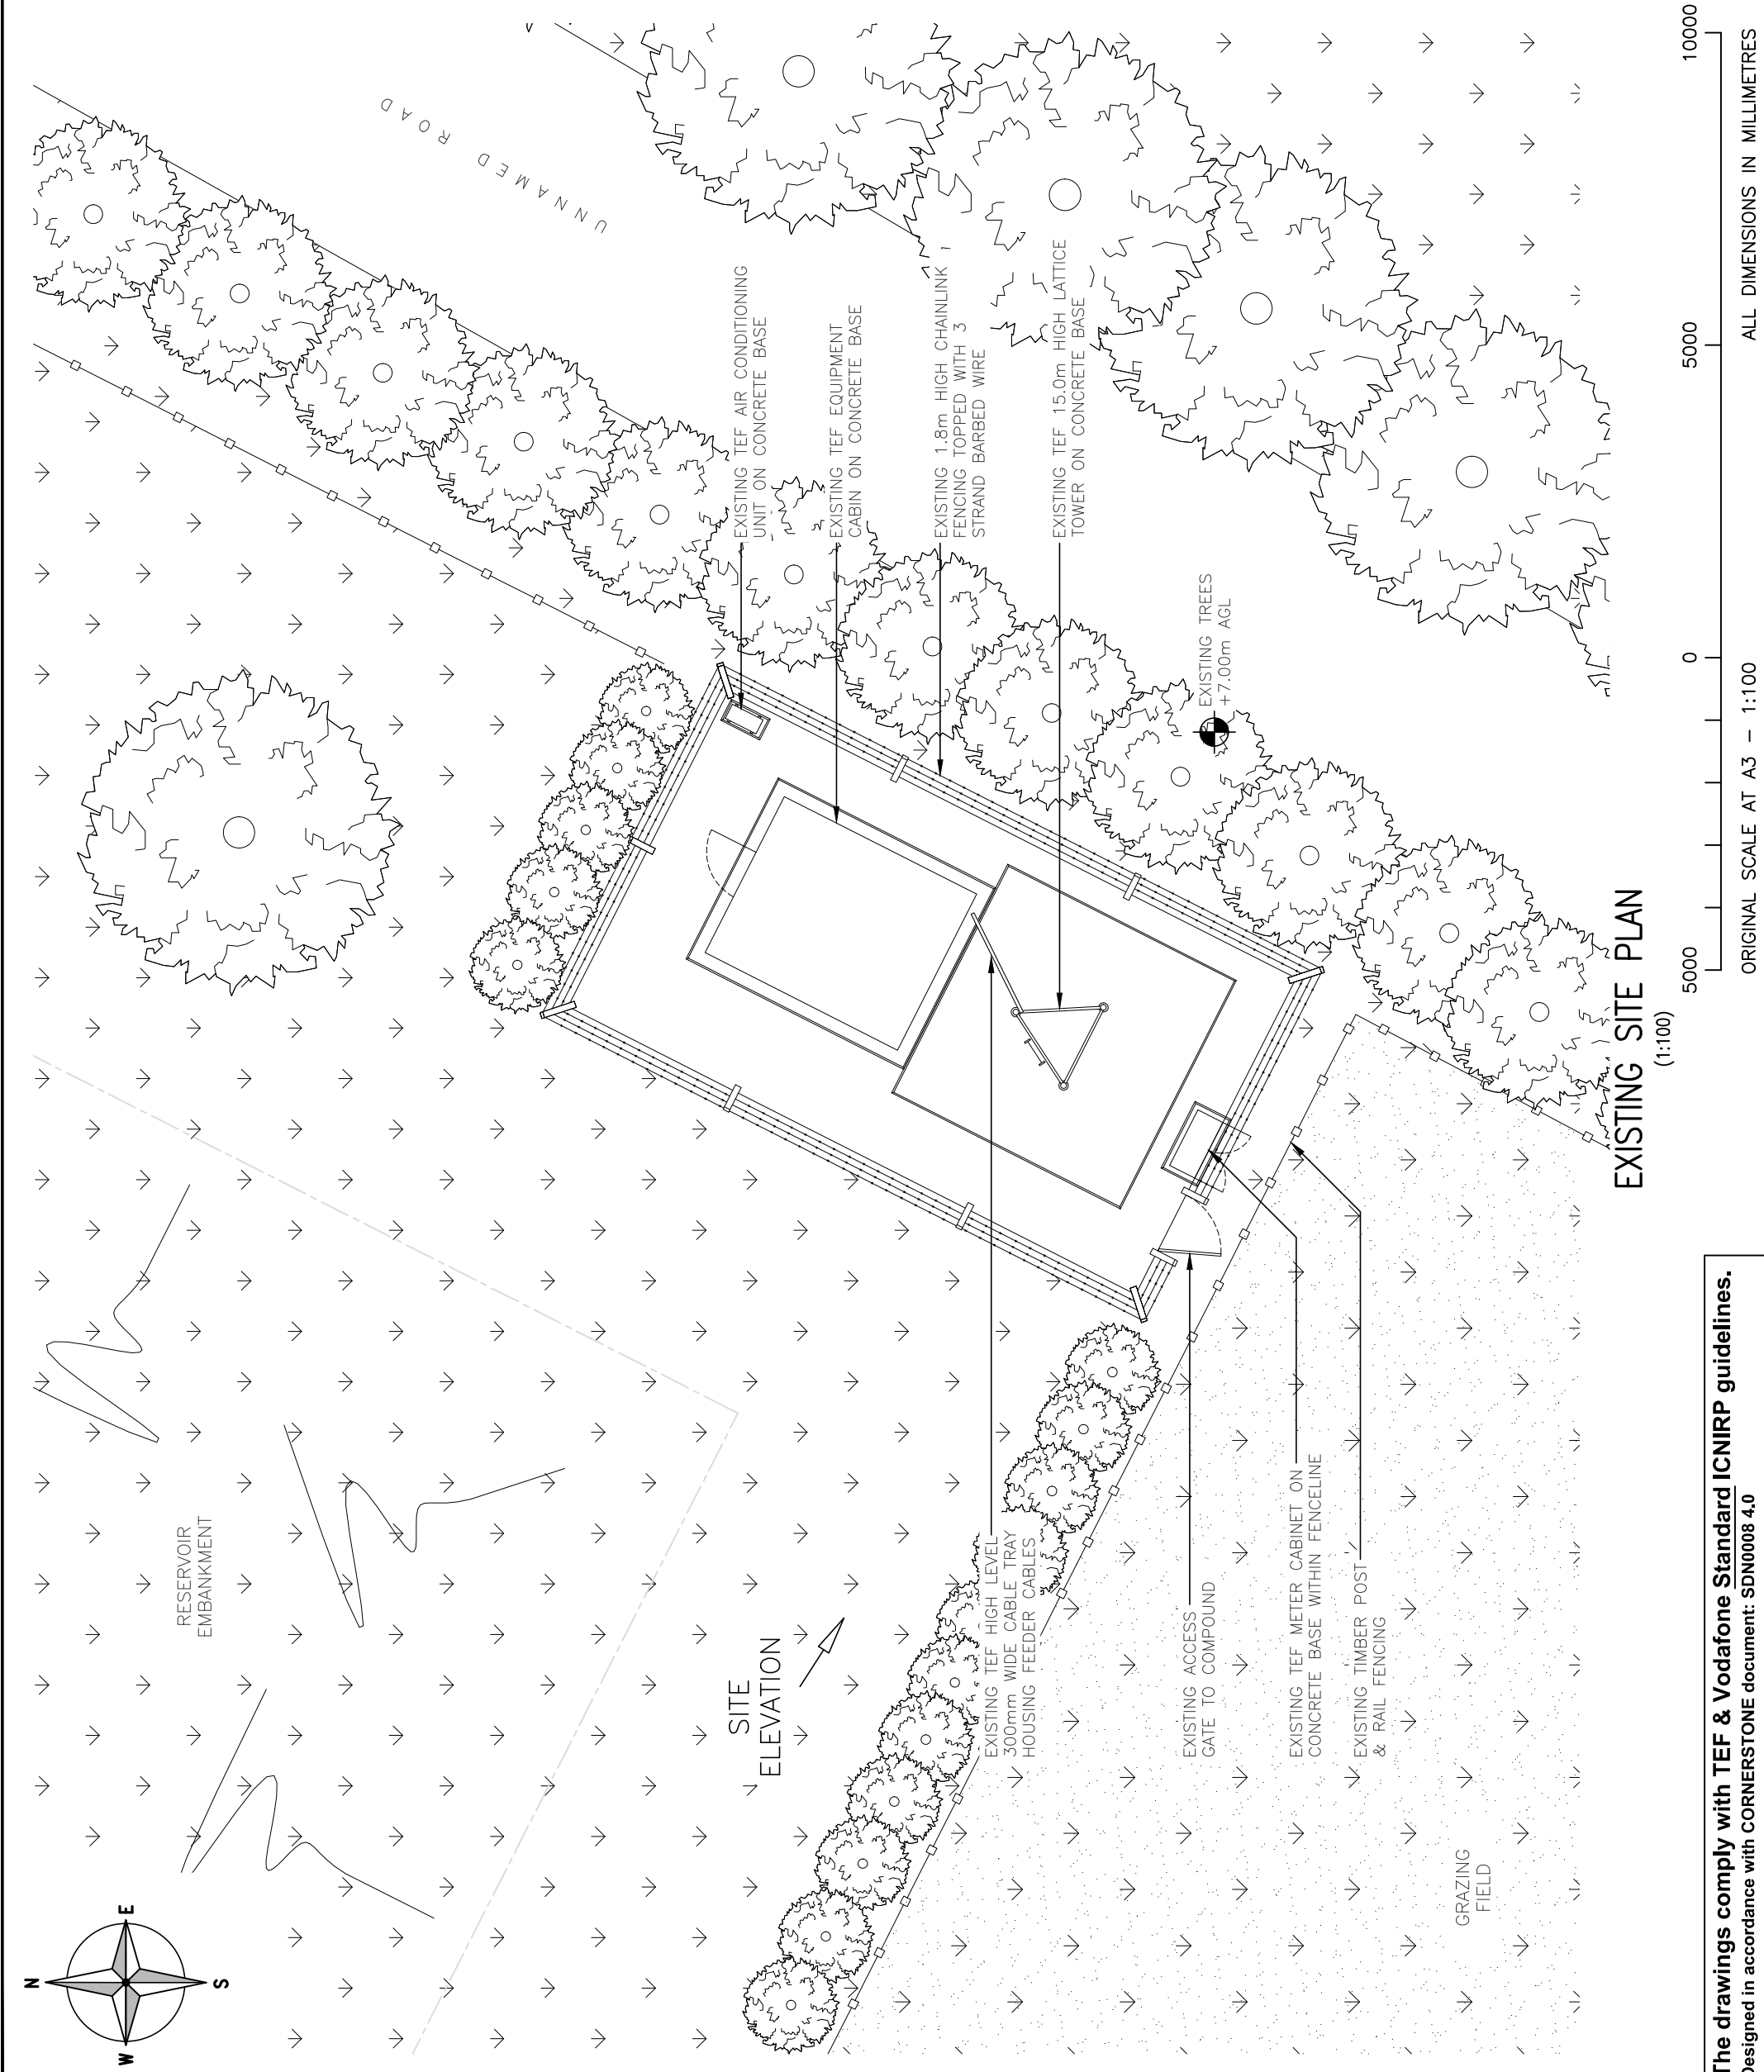 N
E
S
W
RESERVOIR
EMBANKMENT
UNNAMED ROAD
SITE
ELEVATION
EXISTING TEF AIR CONDITIONING
UNIT ON CONCRETE BASE
EXISTING TEF EQUIPMENT
CABIN ON CONCRETE BASE
EXISTING 1.8m HIGH CHAINLINK
FENCING TOPPED WITH 3
STRAND BARBED WIRE
EXISTING TEF 15.0m HIGH LATTICE
TOWER ON CONCRETE BASE
EXISTING TREES
+7.00m AGL
EXISTING TEF HIGH LEVEL
300mm WIDE CABLE TRAY
HOUSING FEEDER CABLES
EXISTING ACCESS
GATE TO COMPOUND
EXISTING TEF METER CABINET ON
CONCRETE BASE WITHIN FENCELINE
EXISTING TIMBER POST
& RAIL FENCING
GRAZING
FIELD
EXISTING SITE PLAN
(1:100)
5000 0 5000 10000
ORIGINAL SCALE AT A3 – 1:100 ALL DIMENSIONS IN MILLIMETRES
The drawings comply with TEF & Vodafone Standard ICNIRP guidelines.
Designed in accordance with CORNERSTONE document: SDN0008 4.0